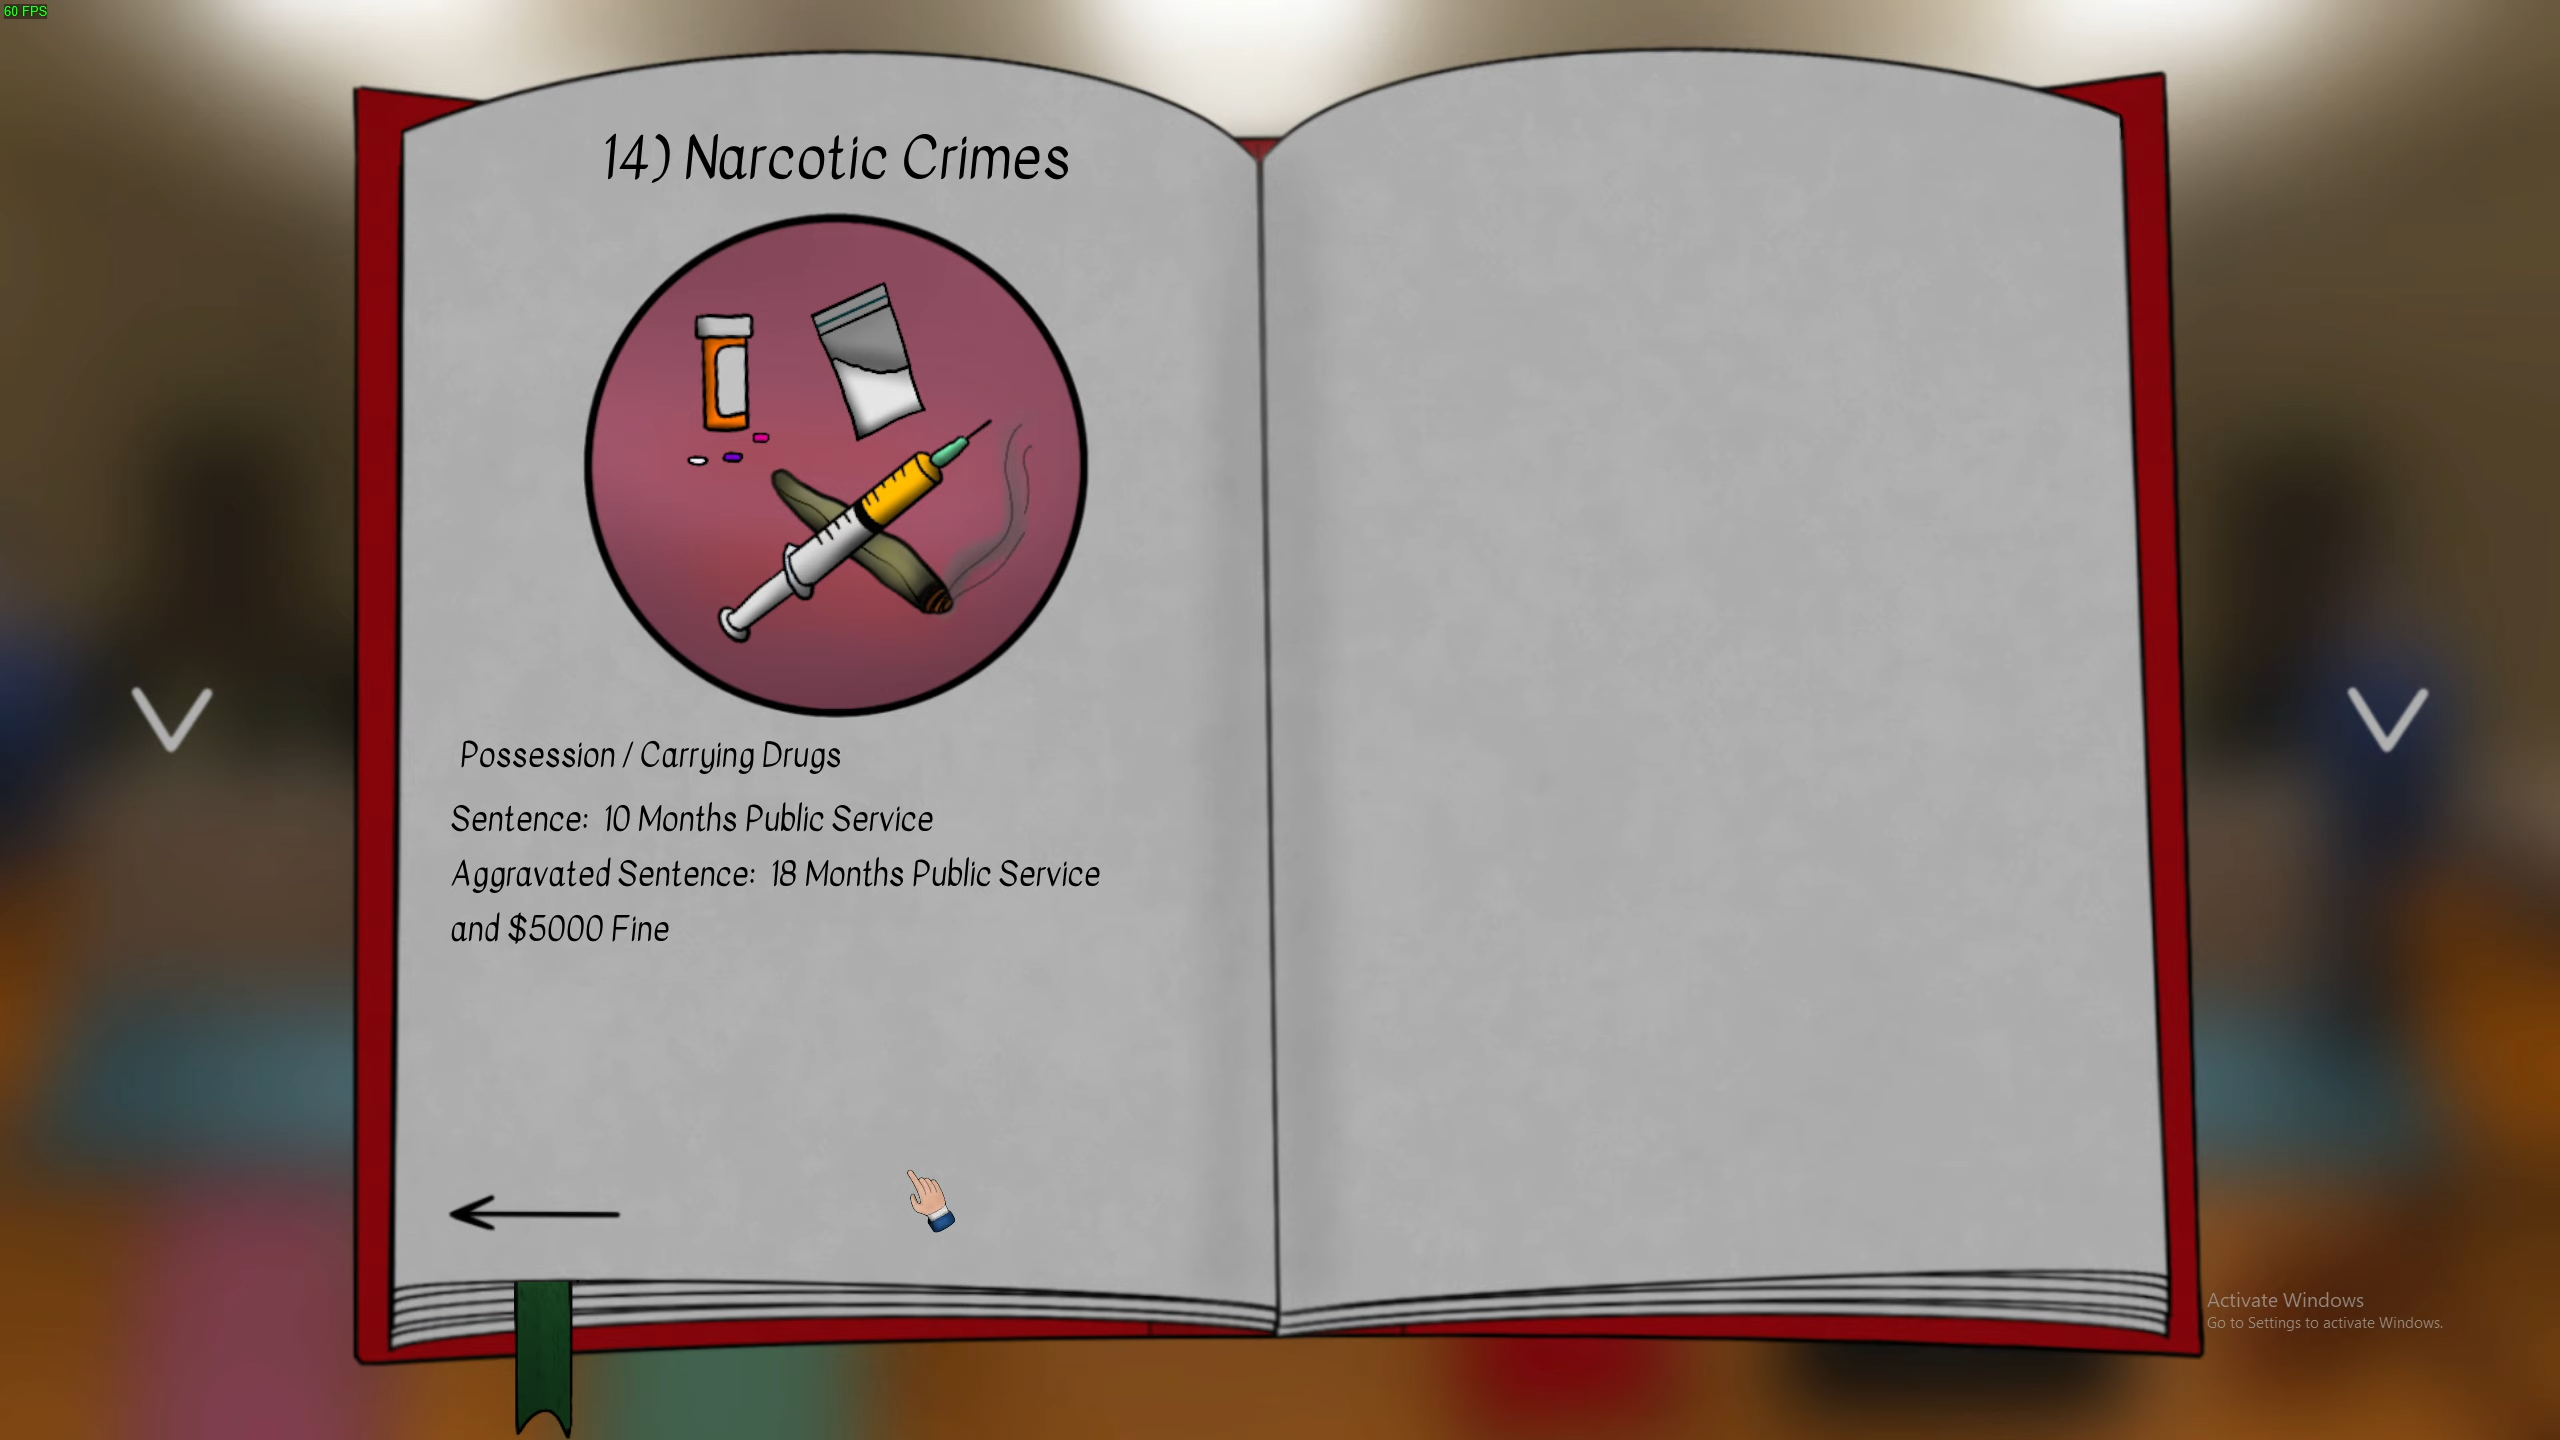 60 FPS
14) Narcotic Crimes
Possession / Carrying Drugs
Sentence: 10 Months Public Service
Aggravated Sentence: 18 Months Public Service
and $5000 Fine
Activate Windows
Go to Settings to activate Windows.